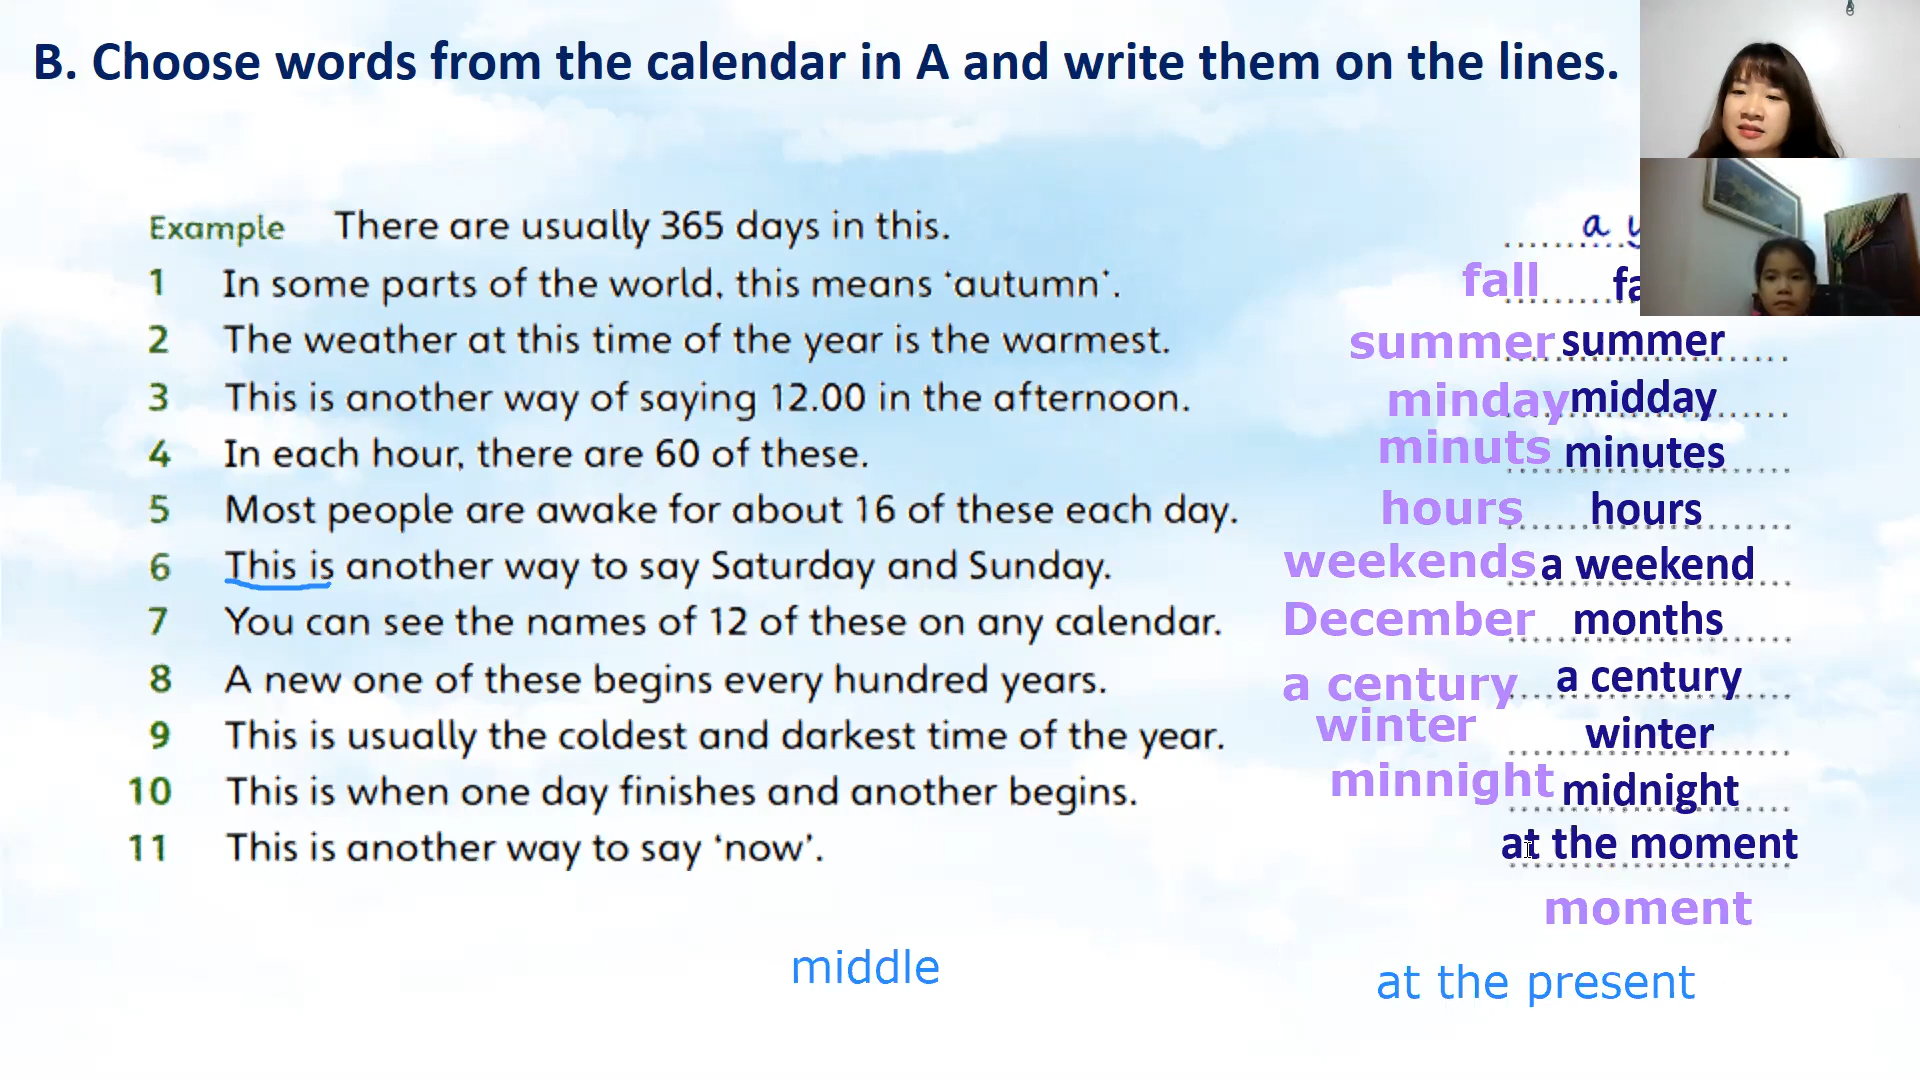 B. Choose words from the calendar in A and write them on the lines.
Example There are usually 365 days in this. a
1 In some parts of the world, this means ‘autumn’. fall
2 The weather at this time of the year is the warmest. summer summer
3 This is another way of saying 12.00 in the afternoon. minday midday
4 In each hour, there are 60 of these. minuts minutes
5 Most people are awake for about 16 of these each day. hours hours
6 This is another way to say Saturday and Sunday. weekends a weekend
7 You can see the names of 12 of these on any calendar. December months
8 A new one of these begins every hundred years. a century a century
9 This is usually the coldest and darkest time of the year. winter winter
10 This is when one day finishes and another begins. minnight midnight
11 This is another way to say ‘now’. at the moment
moment
middle at the present